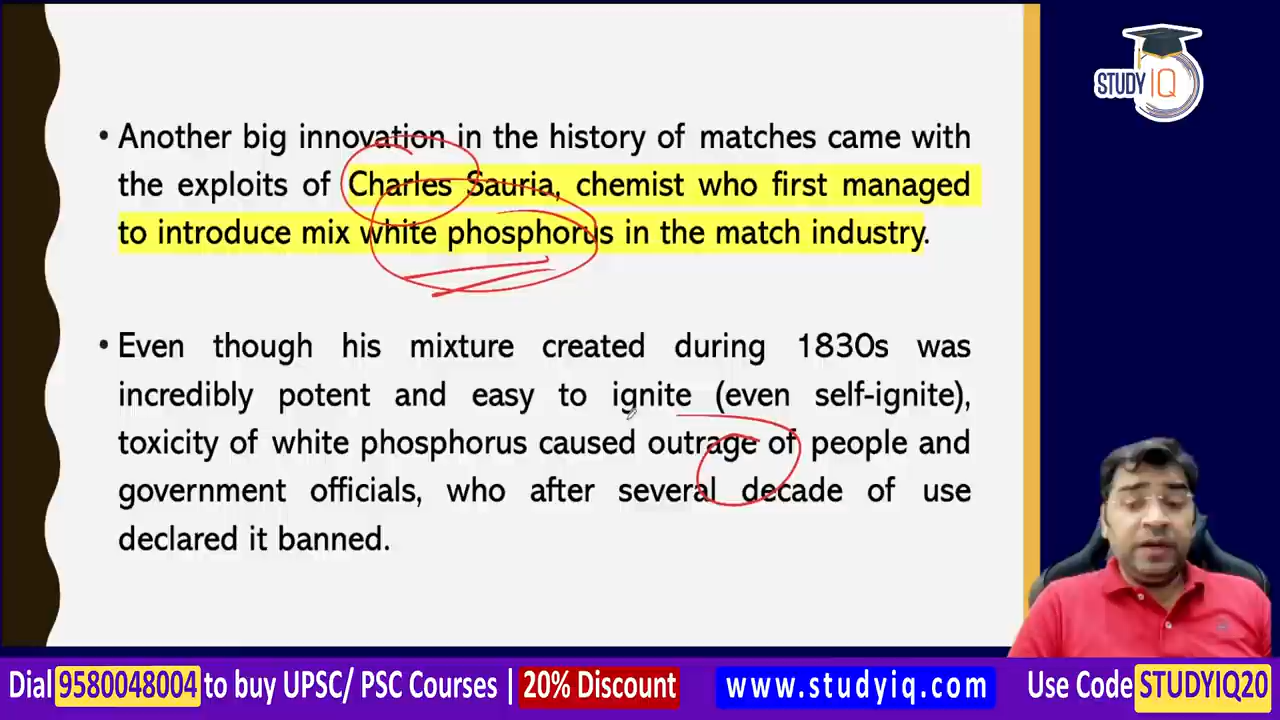 STUDY IQ
• Another big innovation in the history of matches came with
the exploits of Charles Sauria, chemist who first managed
to introduce mix white phosphorus in the match industry.
• Even though his mixture created during 1830s was
incredibly potent and easy to ignite (even self-ignite),
toxicity of white phosphorus caused outrage of people and
government officials, who after several decade of use
declared it banned.
Dial 9580048004 to buy UPSC/ PSC Courses | 20% Discount www.studyiq.com Use Code STUDYIQ20